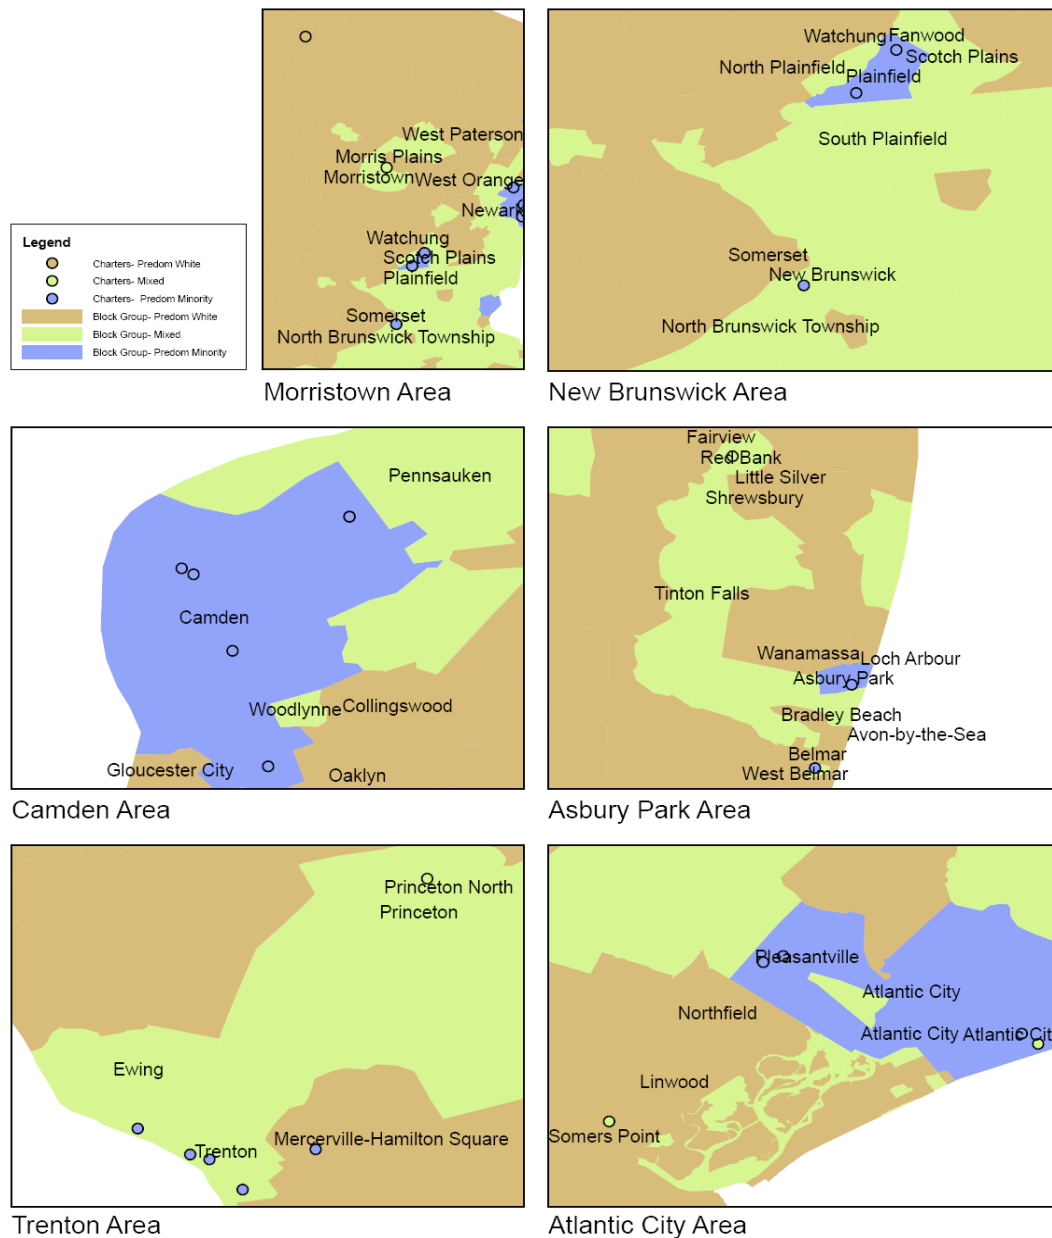 West Paterson
Morris Plains
Morristown
West Orange
Newark
Watchung
Scotch Plains
Plainfield
Somerset
North Brunswick Township
Morristown Area
Watchung
Fanwood
Scotch Plains
North Plainfield
Plainfield
South Plainfield
Somerset
New Brunswick
North Brunswick Township
New Brunswick Area
Legend
Charters- Predom White
Charters- Mixed
Charters- Predom Minority
Block Group- Predom White
Block Group- Mixed
Block Group- Predom Minority
Pennsauken
Camden
Woodlynne
Collingswood
Gloucester City
Oaklyn
Camden Area
Fairview
Red Bank
Little Silver
Shrewsbury
Tinton Falls
Wanamassa
Loch Arbour
Asbury Park
Bradley Beach
Avon-by-the-Sea
Belmar
West Belmar
Asbury Park Area
Princeton North
Princeton
Ewing
Trenton
Mercerville-Hamilton Square
Trenton Area
Pleasantville
Atlantic City
Northfield
Atlantic City
Atlantic Cit
Linwood
Somers Point
Atlantic City Area